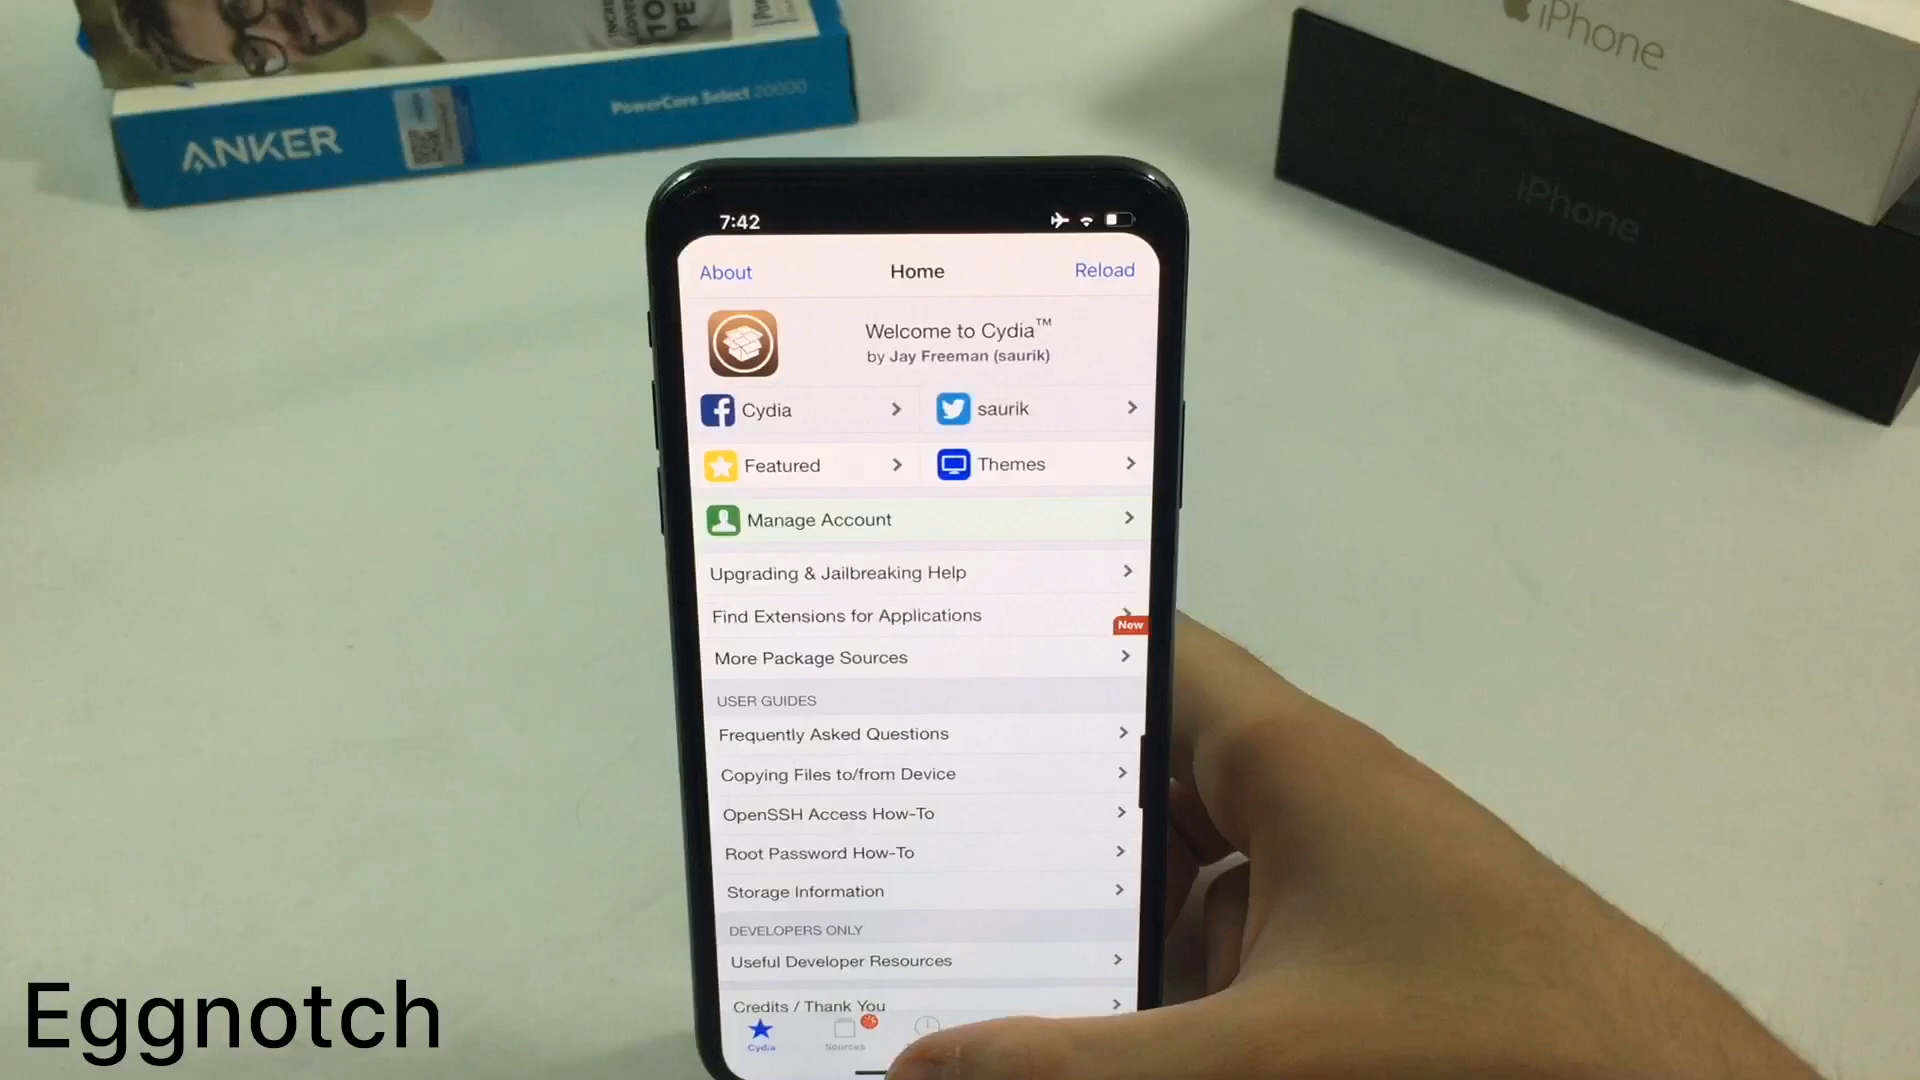 ANKER
PowerCore Select 20000
iPhone
iPhone
7:42
About
Home
Reload
Welcome to Cydia™
by Jay Freeman (saurik)
Cydia
saurik
Featured
Themes
Manage Account
Upgrading & Jailbreaking Help
Find Extensions for Applications
New
More Package Sources
USER GUIDES
Frequently Asked Questions
Copying Files to/from Device
OpenSSH Access How-To
Root Password How-To
Storage Information
DEVELOPERS ONLY
Useful Developer Resources
Credits / Thank You
Cydia
Sources
Eggnotch